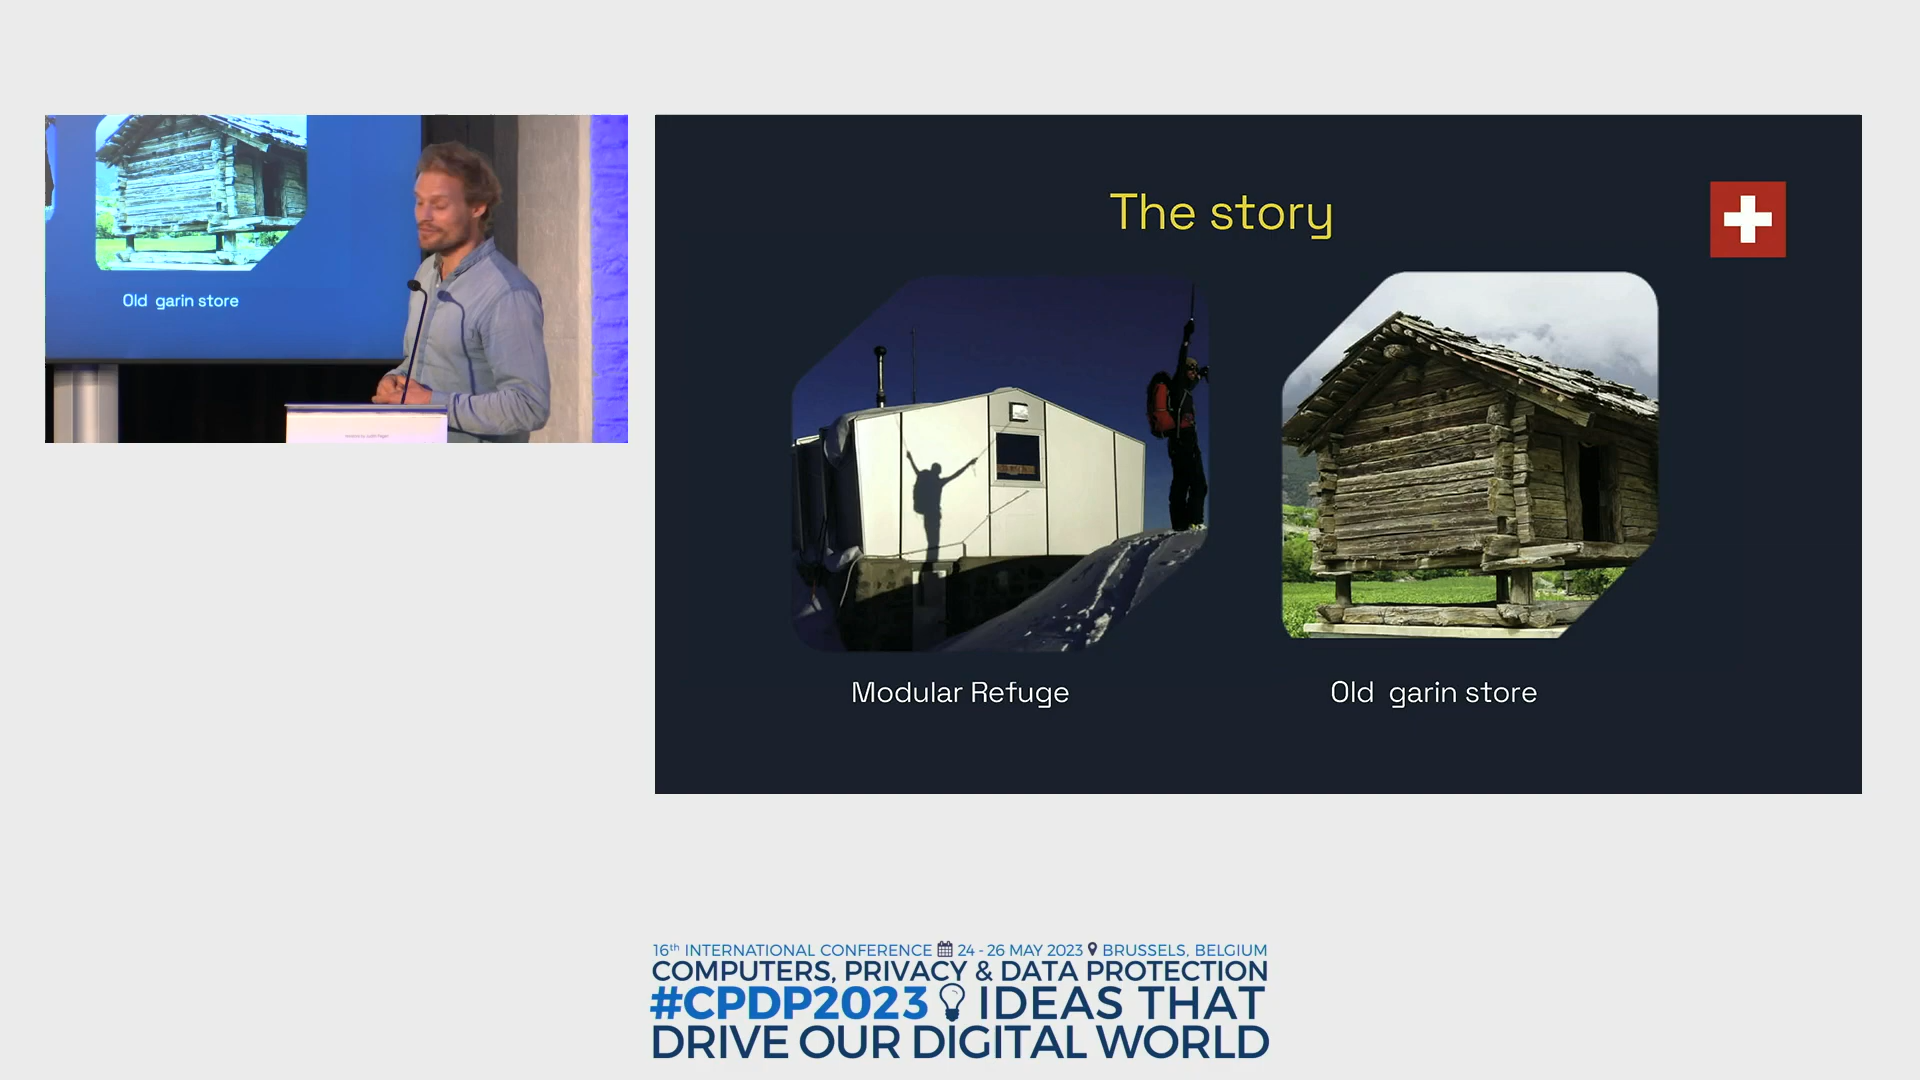 Old garin store
The story
Modular Refuge
Old garin store
16th INTERNATIONAL CONFERENCE 24 - 26 MAY 2023 BRUSSELS, BELGIUM
COMPUTERS, PRIVACY & DATA PROTECTION
#CPDP2023 IDEAS THAT
DRIVE OUR DIGITAL WORLD